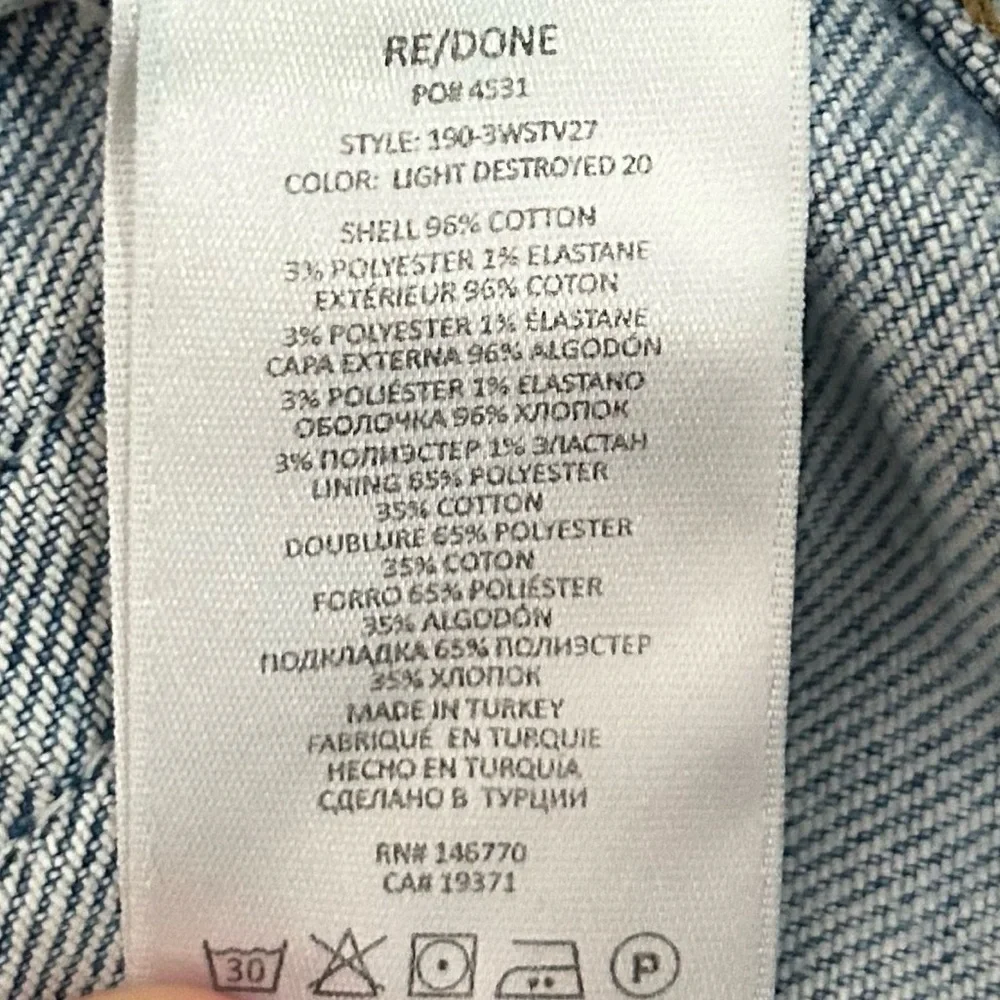 RE/DONE
PO# 4531
STYLE: 190-3WSTV27
COLOR: LIGHT DESTROYED 20
SHELL 96% COTTON
3% POLYESTER 1% ELASTANE
EXTÉRIEUR 96% COTON
3% POLYESTER 1% ÉLASTANE
CAPA EXTERNA 96% ALGODÓN
3% POLIÉSTER 1% ELASTANO
ОБОЛОЧКА 96% ХЛОПОК
3% ПОЛИЭСТЕР 1% ЭЛАСТАН
LINING 65% POLYESTER
35% COTTON
DOUBLURE 65% POLYESTER
35% COTON
FORRO 65% POLIÉSTER
35% ALGODÓN
ПОДКЛАДКА 65% ПОЛИЭСТЕР
35% ХЛОПОК
MADE IN TURKEY
FABRIQUÉ EN TURQUIE
HECHO EN TURQUÍA
СДЕЛАНО В ТУРЦИИ
RN# 146770
CA# 19371
30 P